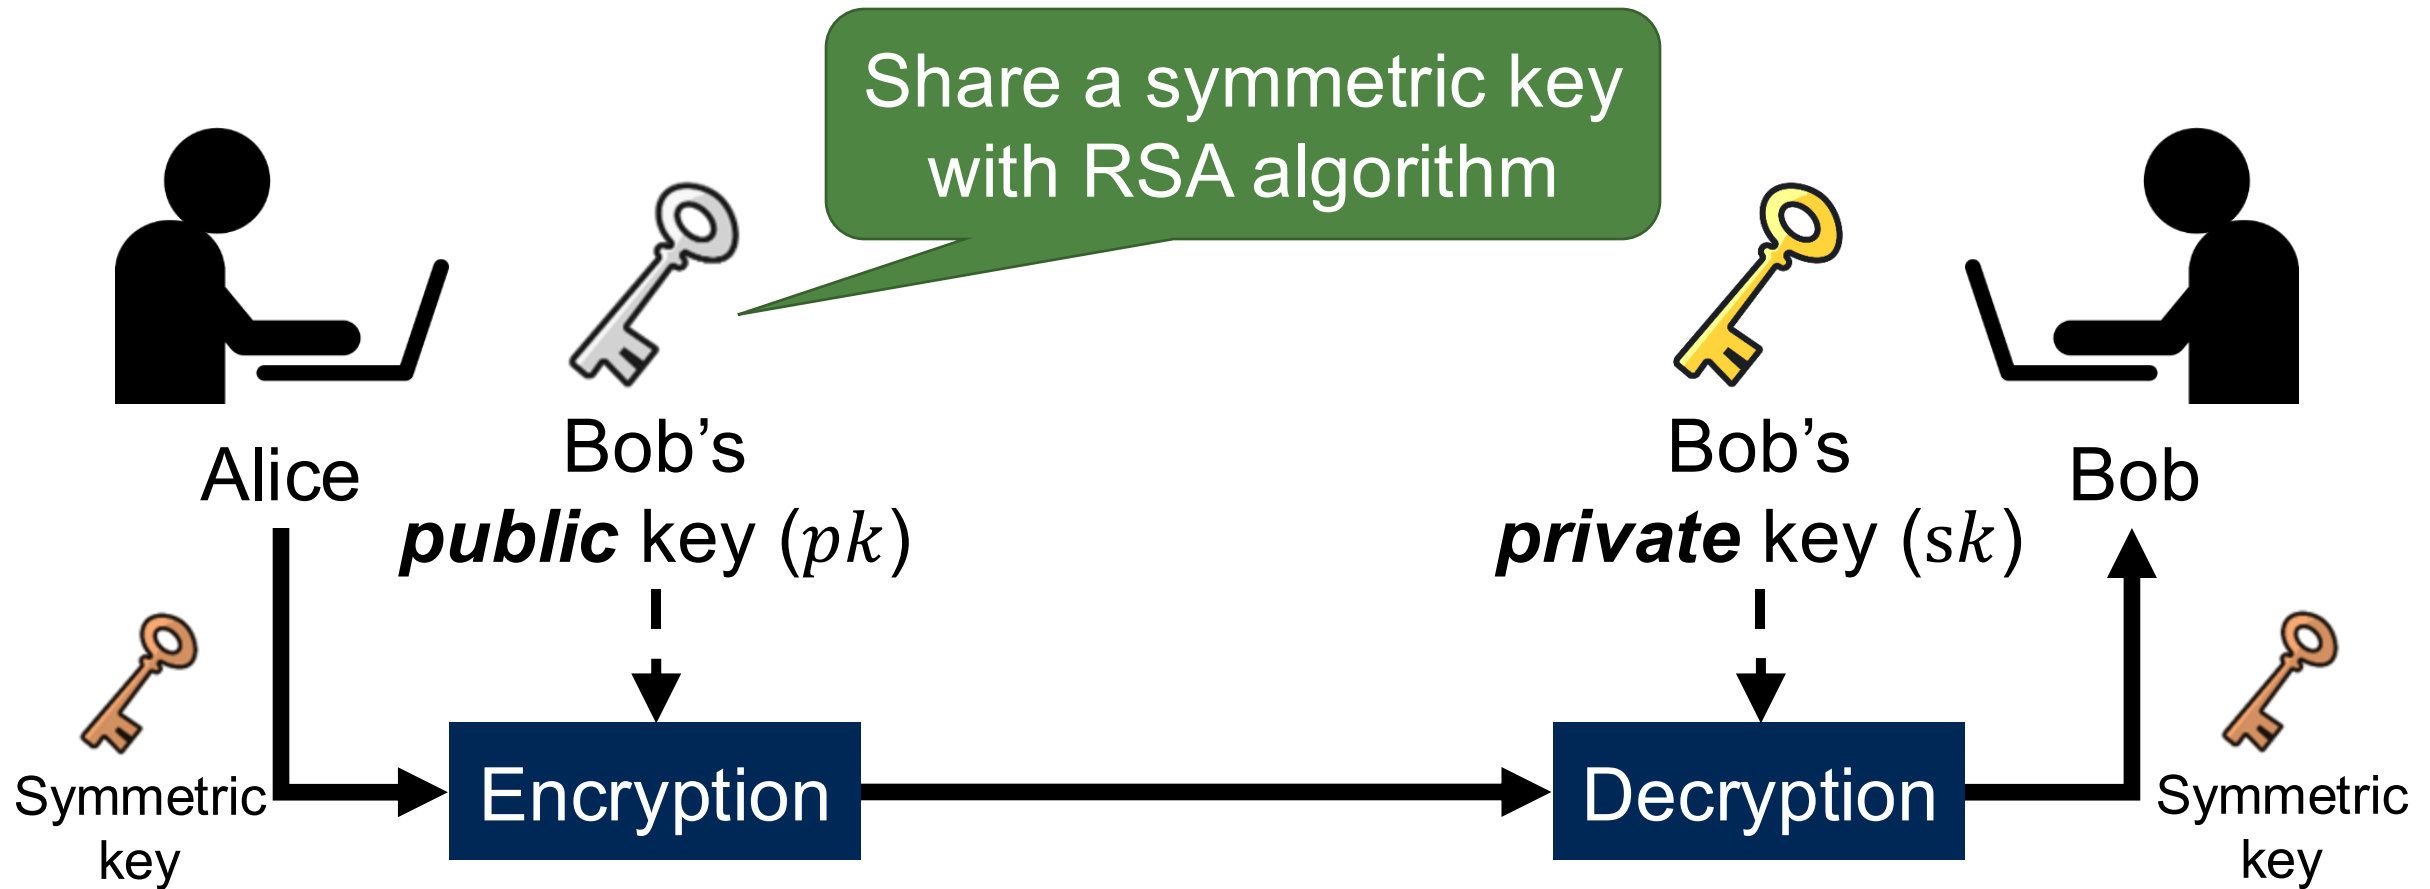 Share a symmetric key
with RSA algorithm
Alice
Bob’s
public key (pk)
Bob’s
private key (sk)
Bob
Symmetric
key
Encryption
Decryption
Symmetric
key